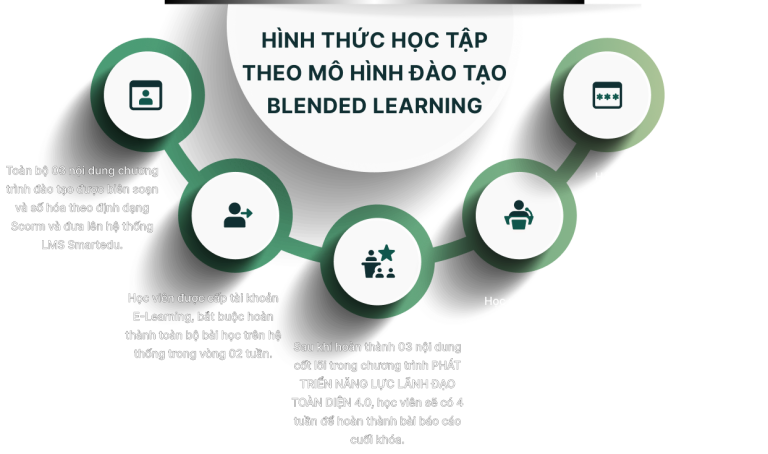 HÌNH THỨC HỌC TẬP
THEO MÔ HÌNH ĐÀO TẠO
BLENDED LEARNING
Toàn bộ 03 nội dung chương
trình đào tạo được biên soạn
và số hóa theo định dạng
Scorm và đưa lên hệ thống
LMS Smartedu.
Học viên được cấp tài khoản
E-Learning, bắt buộc hoàn
thành toàn bộ bài học trên hệ
thống trong vòng 02 tuần.
Sau khi hoàn thành 03 nội dung
cốt lõi trong chương trình PHÁT
TRIỂN NĂNG LỰC LÃNH ĐẠO
TOÀN DIỆN 4.0, học viên sẽ có 4
tuần để hoàn thành bài báo cáo
cuối khóa.